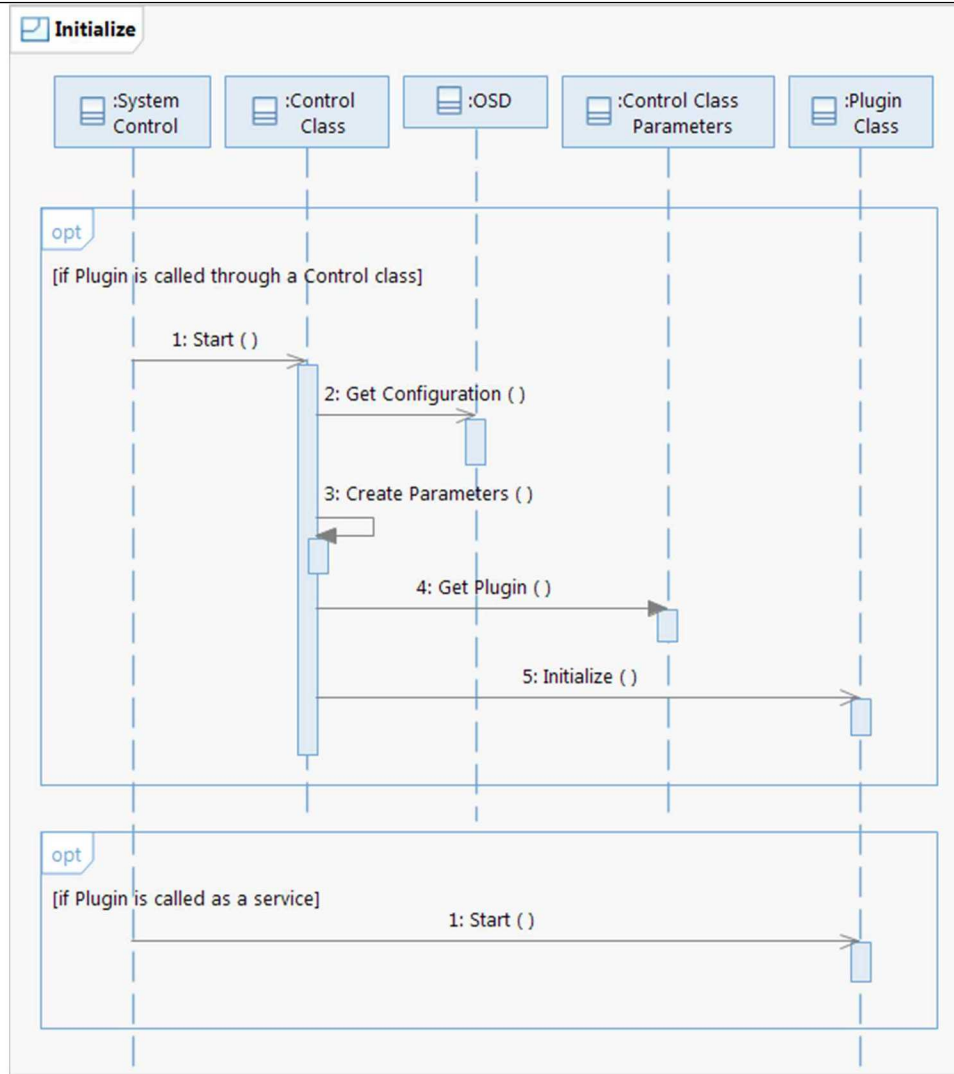 Initialize
:System
Control
:Control
Class
:OSD
:Control Class
Parameters
:Plugin
Class
opt
[if Plugin is called through a Control class]
1: Start ( )
2: Get Configuration ( )
3: Create Parameters ( )
4: Get Plugin ( )
5: Initialize ( )
opt
[if Plugin is called as a service]
1: Start ( )